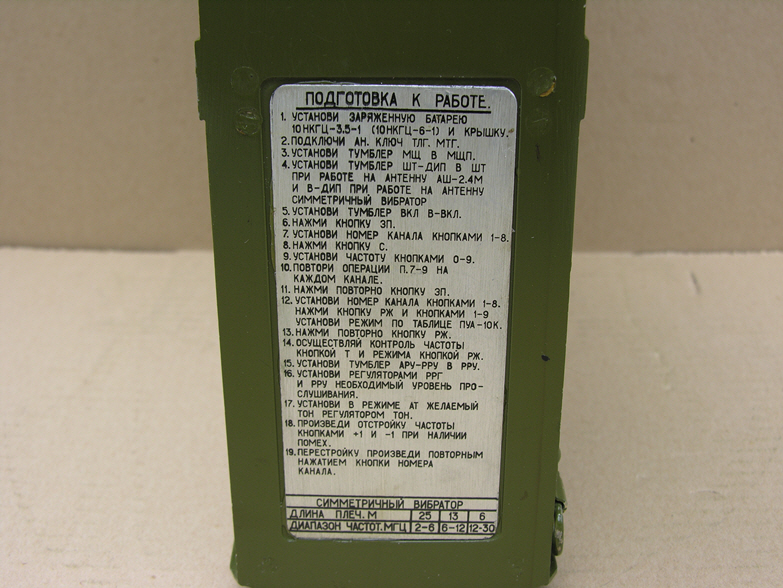 ПОДГОТОВКА К РАБОТЕ.
1. УСТАНОВИ ЗАРЯЖЕННУЮ БАТАРЕЮ
10НКГЦ-3.5-1 (10НКГЦ-6-1) И КРЫШКУ.
2. ПОДКЛЮЧИ АН. КЛЮЧ ТЛГ. МТГ.
3. УСТАНОВИ ТУМБЛЕР МЩ В МЩП.
4. УСТАНОВИ ТУМБЛЕР ШТ-ДИП В ШТ
ПРИ РАБОТЕ НА АНТЕННУ АШ-2.4М
И В-ДИП ПРИ РАБОТЕ НА АНТЕННУ
СИММЕТРИЧНЫЙ ВИБРАТОР
5. УСТАНОВИ ТУМБЛЕР ВКЛ В-ВКЛ.
6. НАЖМИ КНОПКУ ЗП.
7. УСТАНОВИ НОМЕР КАНАЛА КНОПКАМИ 1-8.
8. НАЖМИ КНОПКУ С.
9. УСТАНОВИ ЧАСТОТУ КНОПКАМИ 0-9.
10. ПОВТОРИ ОПЕРАЦИИ П.7-9 НА
КАЖДОМ КАНАЛЕ.
11. НАЖМИ ПОВТОРНО КНОПКУ ЗП.
12. УСТАНОВИ НОМЕР КАНАЛА КНОПКАМИ 1-8.
НАЖМИ КНОПКУ РЖ И КНОПКАМИ 1-9
УСТАНОВИ РЕЖИМ ПО ТАБЛИЦЕ ПУА-10К.
13. НАЖМИ ПОВТОРНО КНОПКУ РЖ.
14. ОСУЩЕСТВЛЯЙ КОНТРОЛЬ ЧАСТОТЫ
КНОПКОЙ Т И РЕЖИМА КНОПКОЙ РЖ.
15. УСТАНОВИ ТУМБЛЕР АРУ-РРУ В РРУ.
16. УСТАНОВИ РЕГУЛЯТОРАМИ РРГ
И РРУ НЕОБХОДИМЫЙ УРОВЕНЬ ПРО-
СЛУШИВАНИЯ.
17. УСТАНОВИ В РЕЖИМЕ АТ ЖЕЛАЕМЫЙ
ТОН РЕГУЛЯТОРОМ ТОН.
18. ПРОИЗВЕДИ ОТСТРОЙКУ ЧАСТОТЫ
КНОПКАМИ +1 И -1 ПРИ НАЛИЧИИ
ПОМЕХ.
19. ПЕРЕСТРОЙКУ ПРОИЗВЕДИ ПОВТОРНЫМ
НАЖАТИЕМ КНОПКИ НОМЕРА
КАНАЛА.
СИММЕТРИЧНЫЙ ВИБРАТОР
ДЛИНА ПЛЕЧ. М 25 13 6
ДИАПАЗОН ЧАСТОТ.МГЦ 2-6 6-12 12-30